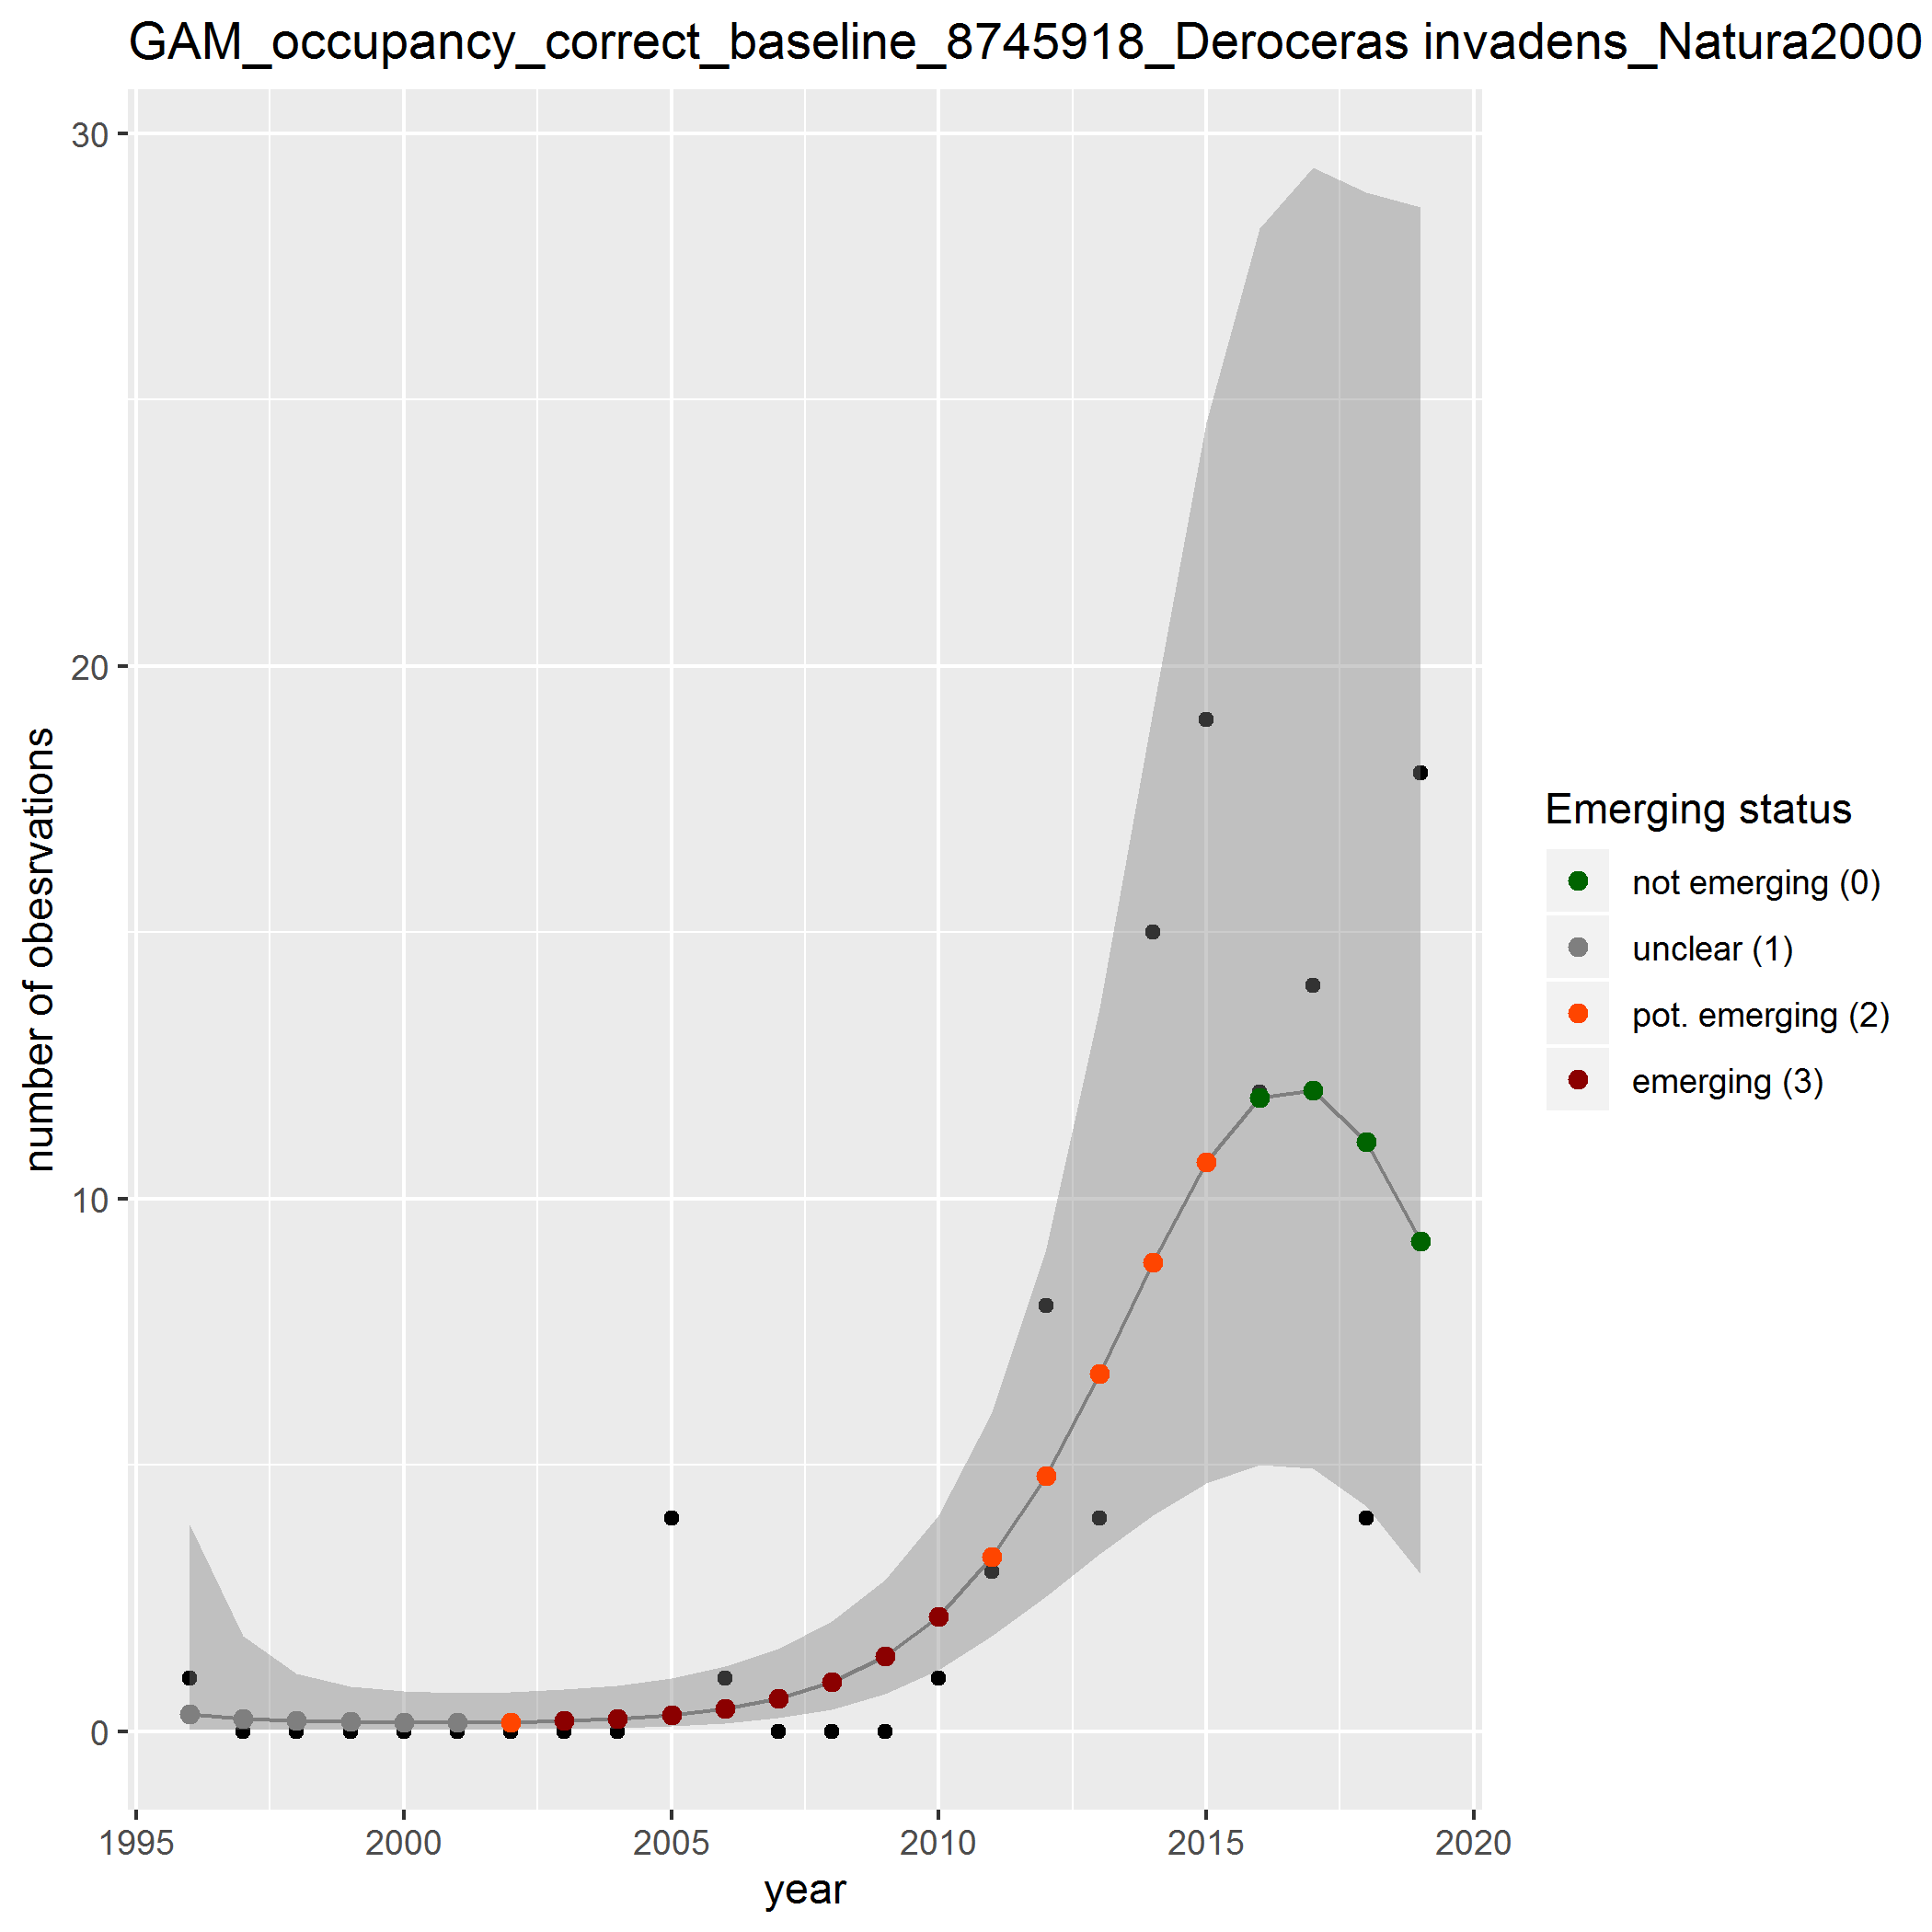 GAM_occupancy_correct_baseline_8745918_Deroceras invadens_Natura2000
30
20
10
0
number of obesrvations
1995 2000 2005 2010 2015 2020
year
Emerging status
not emerging (0)
unclear (1)
pot. emerging (2)
emerging (3)